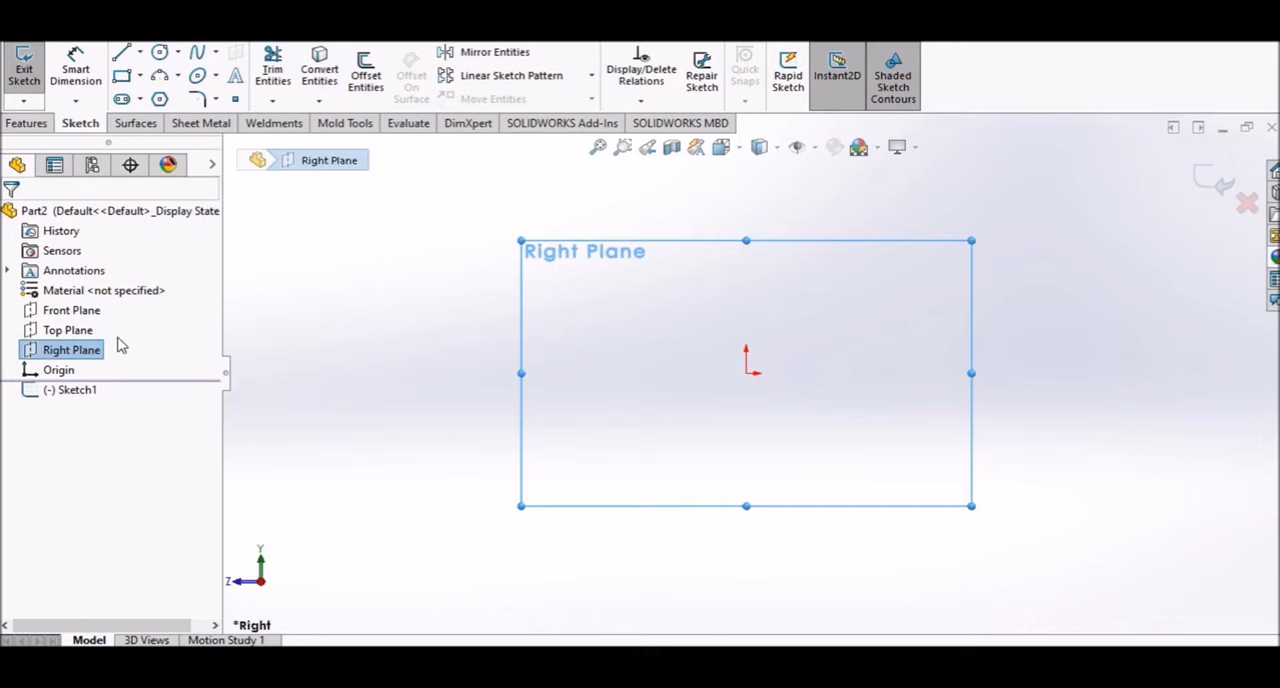 Exit Sketch
Smart Dimension
Trim Entities
Convert Entities
Offset Entities
Offset On Surface
Mirror Entities
Linear Sketch Pattern
Move Entities
Display/Delete Relations
Repair Sketch
Quick Snaps
Rapid Sketch
Instant2D
Shaded Sketch Contours
Features
Sketch
Surfaces
Sheet Metal
Weldments
Mold Tools
Evaluate
DimXpert
SOLIDWORKS Add-Ins
SOLIDWORKS MBD
Right Plane
Part2 (Default<<Default>_Display State
History
Sensors
Annotations
Material <not specified>
Front Plane
Top Plane
Right Plane
Origin
(-) Sketch1
Right Plane
Y
Z
*Right
Model
3D Views
Motion Study 1